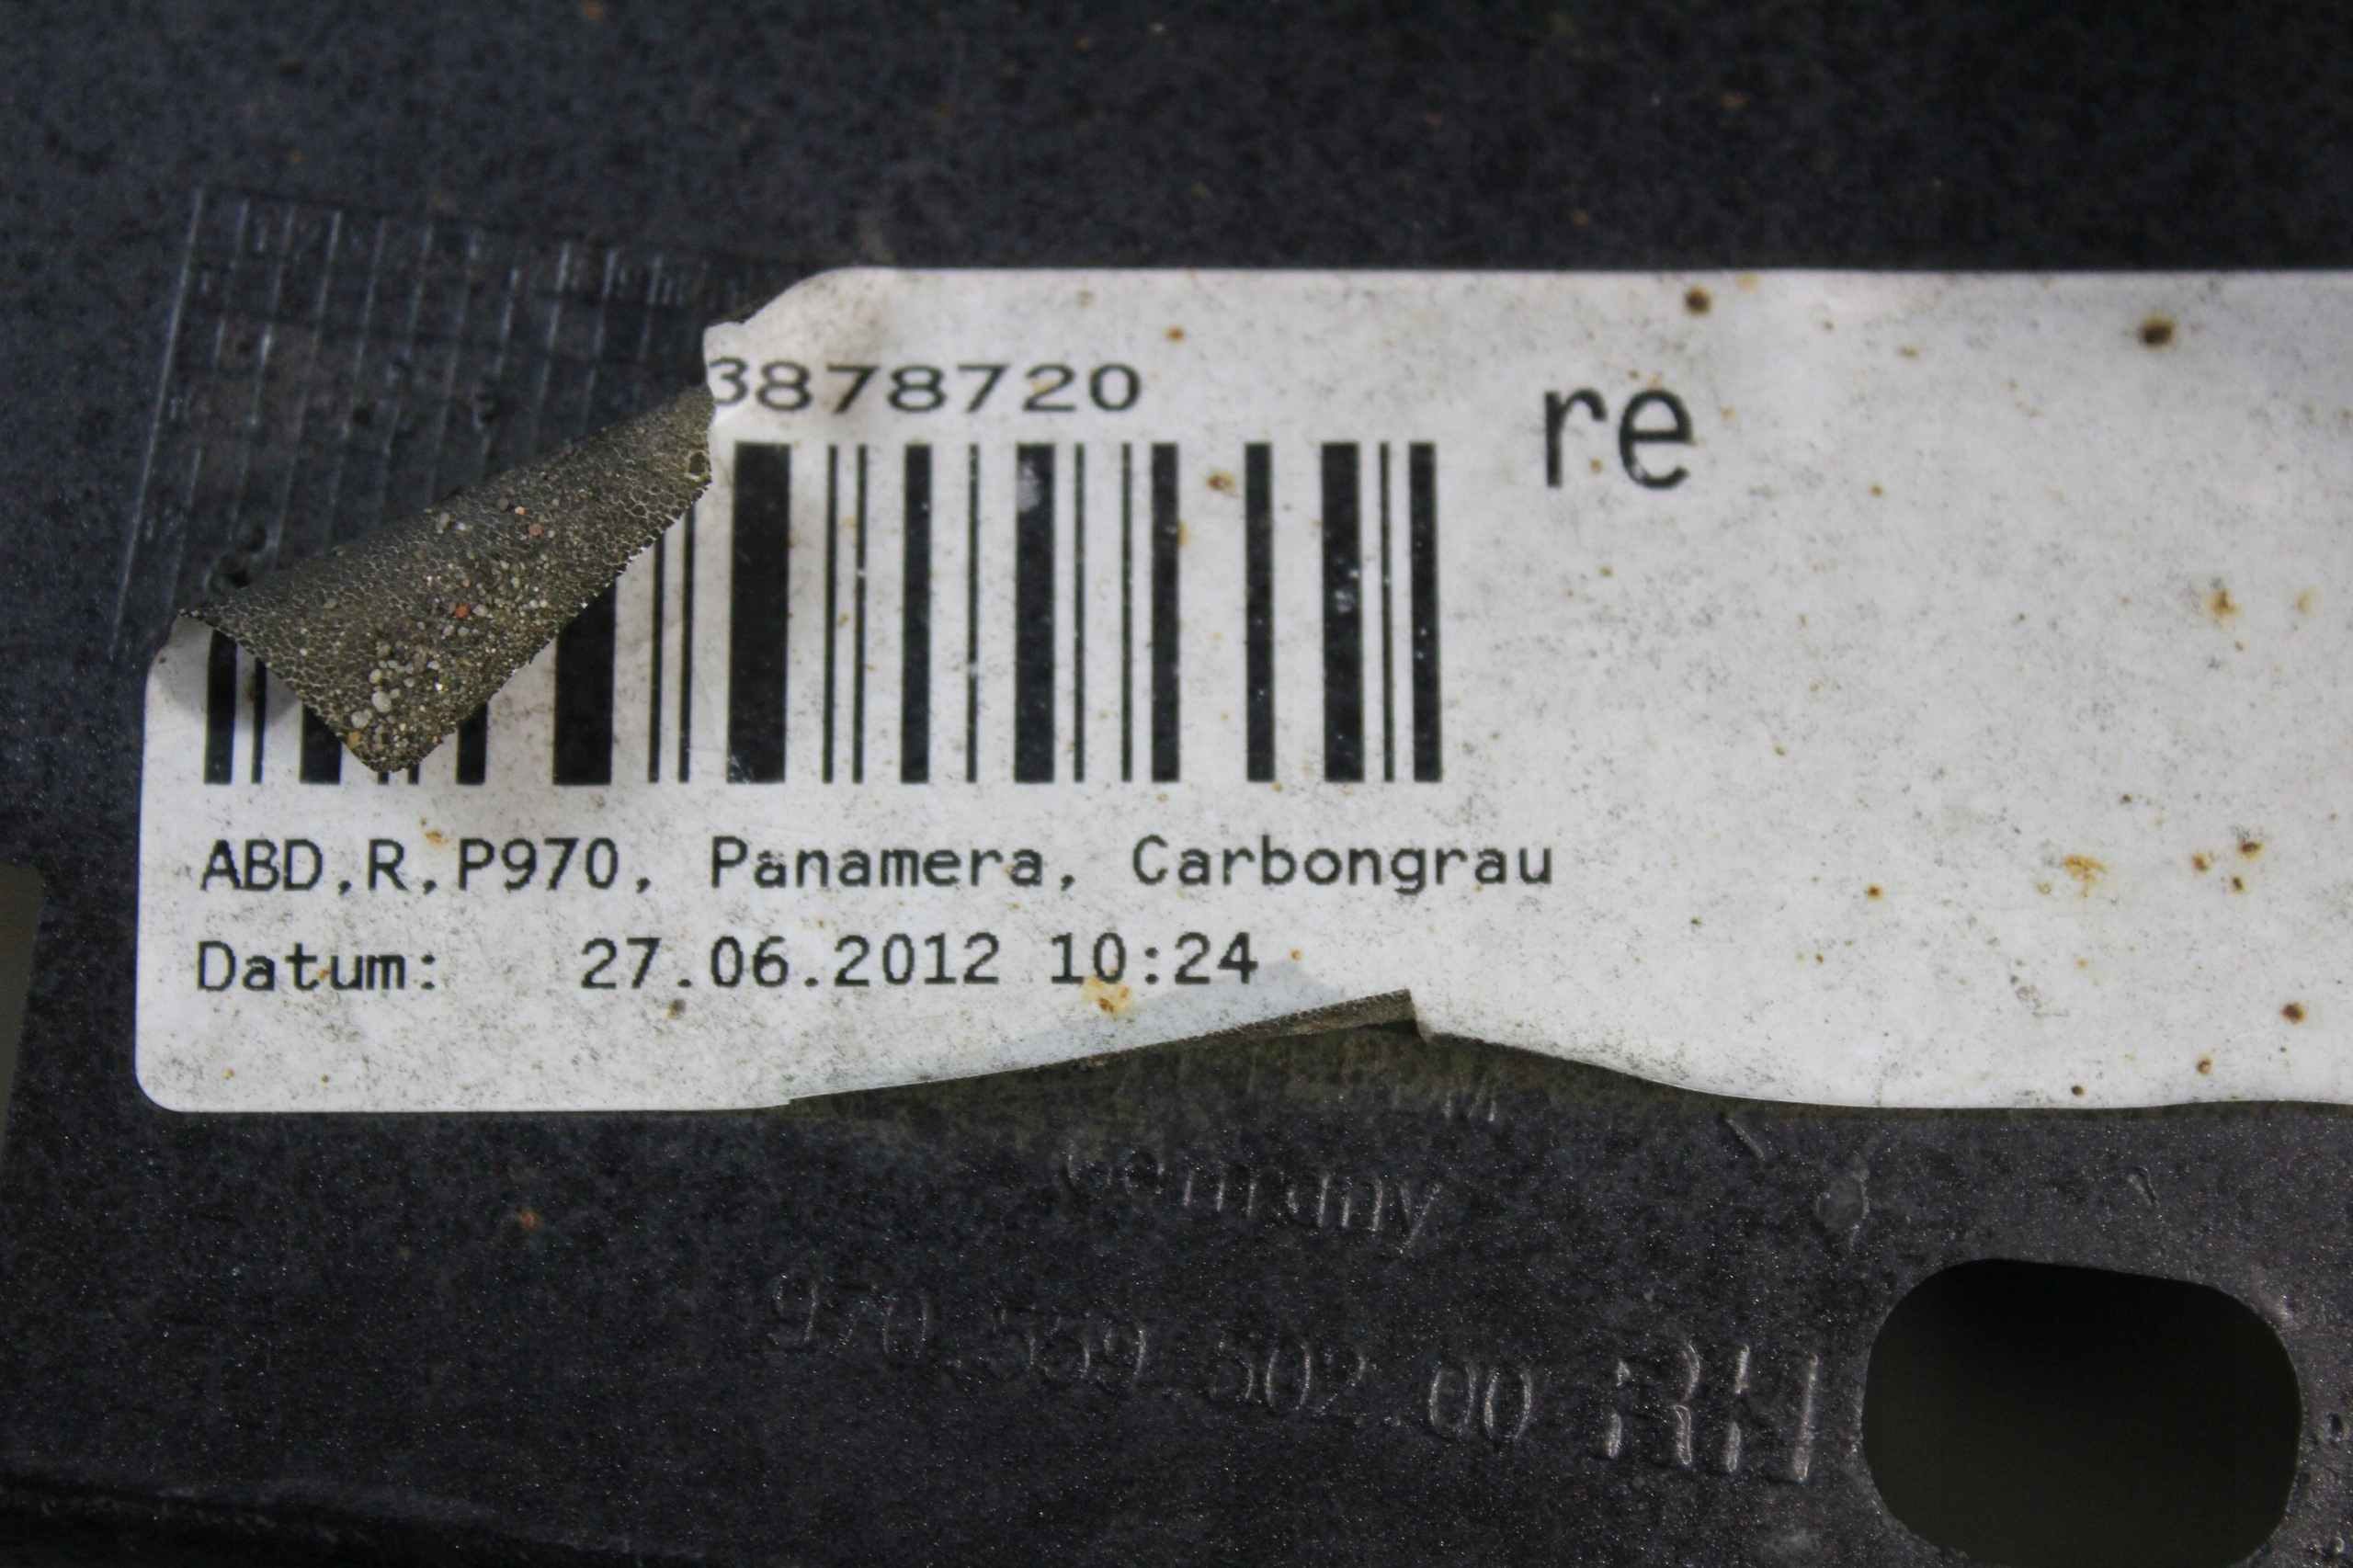 3878720
re
ABD,R,P970, Panamera, Carbongrau
Datum: 27.06.2012 10:24
Germany
970.559.502.00 RH